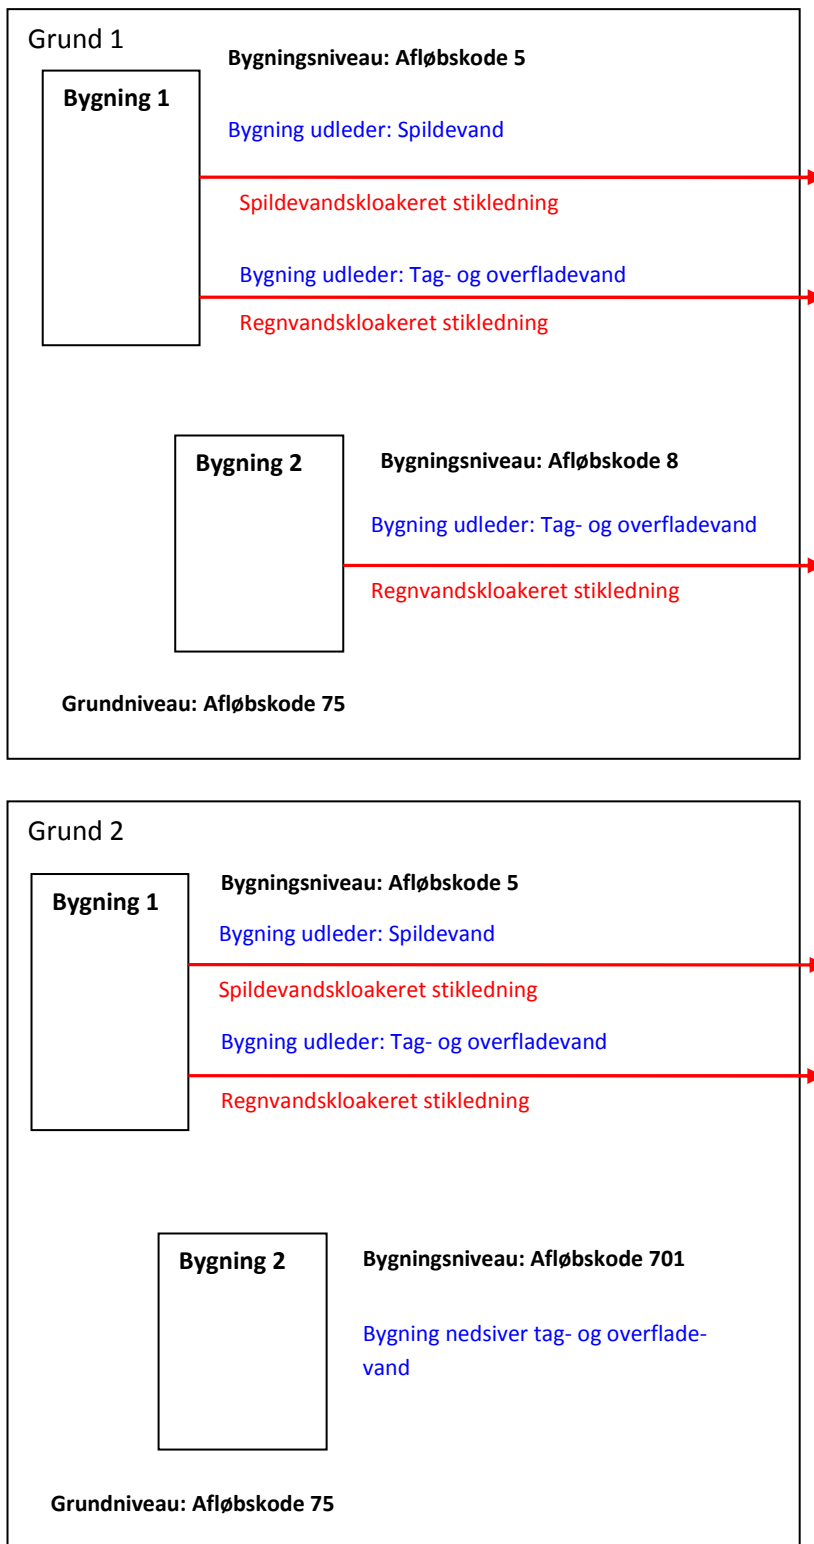 Grund 1
Bygningsniveau: Afløbskode 5
Bygning 1
Bygning udleder: Spildevand
Spildevandskloakeret stikledning
Bygning udleder: Tag- og overfladevand
Regnvandskloakeret stikledning
Bygning 2
Bygningsniveau: Afløbskode 8
Bygning udleder: Tag- og overfladevand
Regnvandskloakeret stikledning
Grundniveau: Afløbskode 75
Grund 2
Bygningsniveau: Afløbskode 5
Bygning 1
Bygning udleder: Spildevand
Spildevandskloakeret stikledning
Bygning udleder: Tag- og overfladevand
Regnvandskloakeret stikledning
Bygning 2
Bygningsniveau: Afløbskode 701
Bygning nedsiver tag- og overflade-
vand
Grundniveau: Afløbskode 75